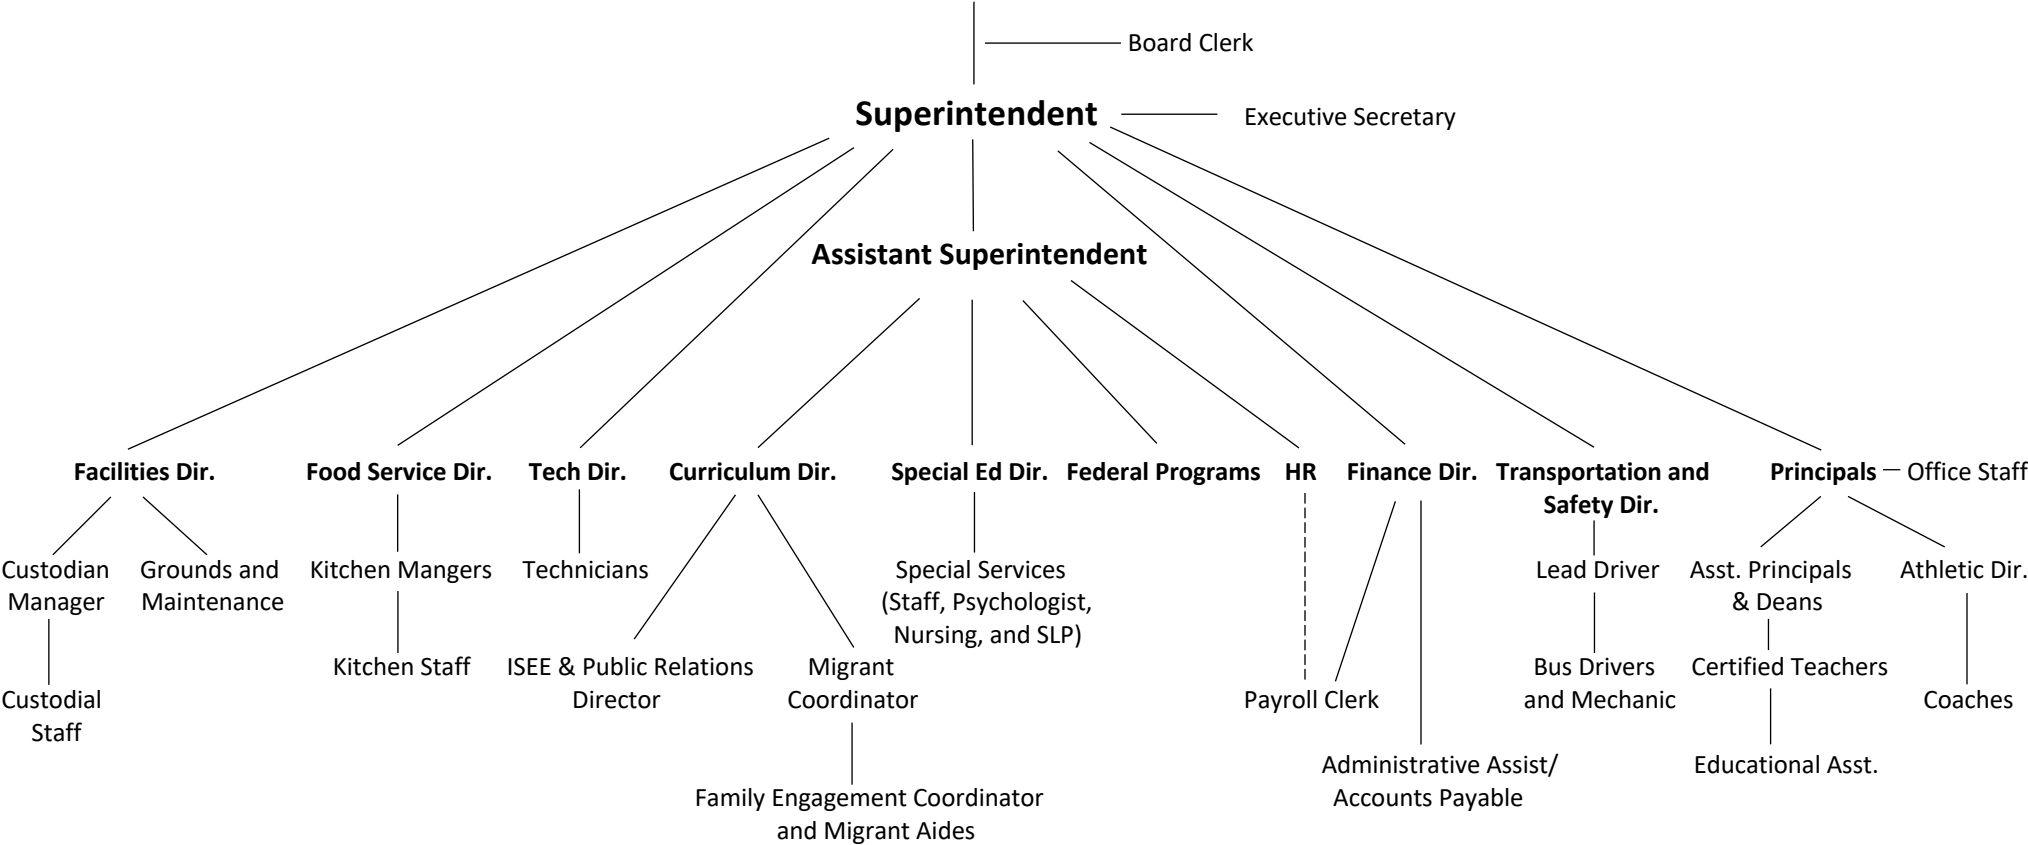 Board Clerk
Superintendent
Executive Secretary
Assistant Superintendent
Facilities Dir.
Food Service Dir.
Tech Dir.
Curriculum Dir.
Special Ed Dir.
Federal Programs
HR
Finance Dir.
Transportation and
Safety Dir.
Principals
Office Staff
Custodian
Manager
Grounds and
Maintenance
Kitchen Mangers
Technicians
Special Services
(Staff, Psychologist,
Nursing, and SLP)
Lead Driver
Asst. Principals
& Deans
Athletic Dir.
Custodial
Staff
Kitchen Staff
ISEE & Public Relations
Director
Migrant
Coordinator
Payroll Clerk
Bus Drivers
and Mechanic
Certified Teachers
Coaches
Family Engagement Coordinator
and Migrant Aides
Administrative Assist/
Accounts Payable
Educational Asst.